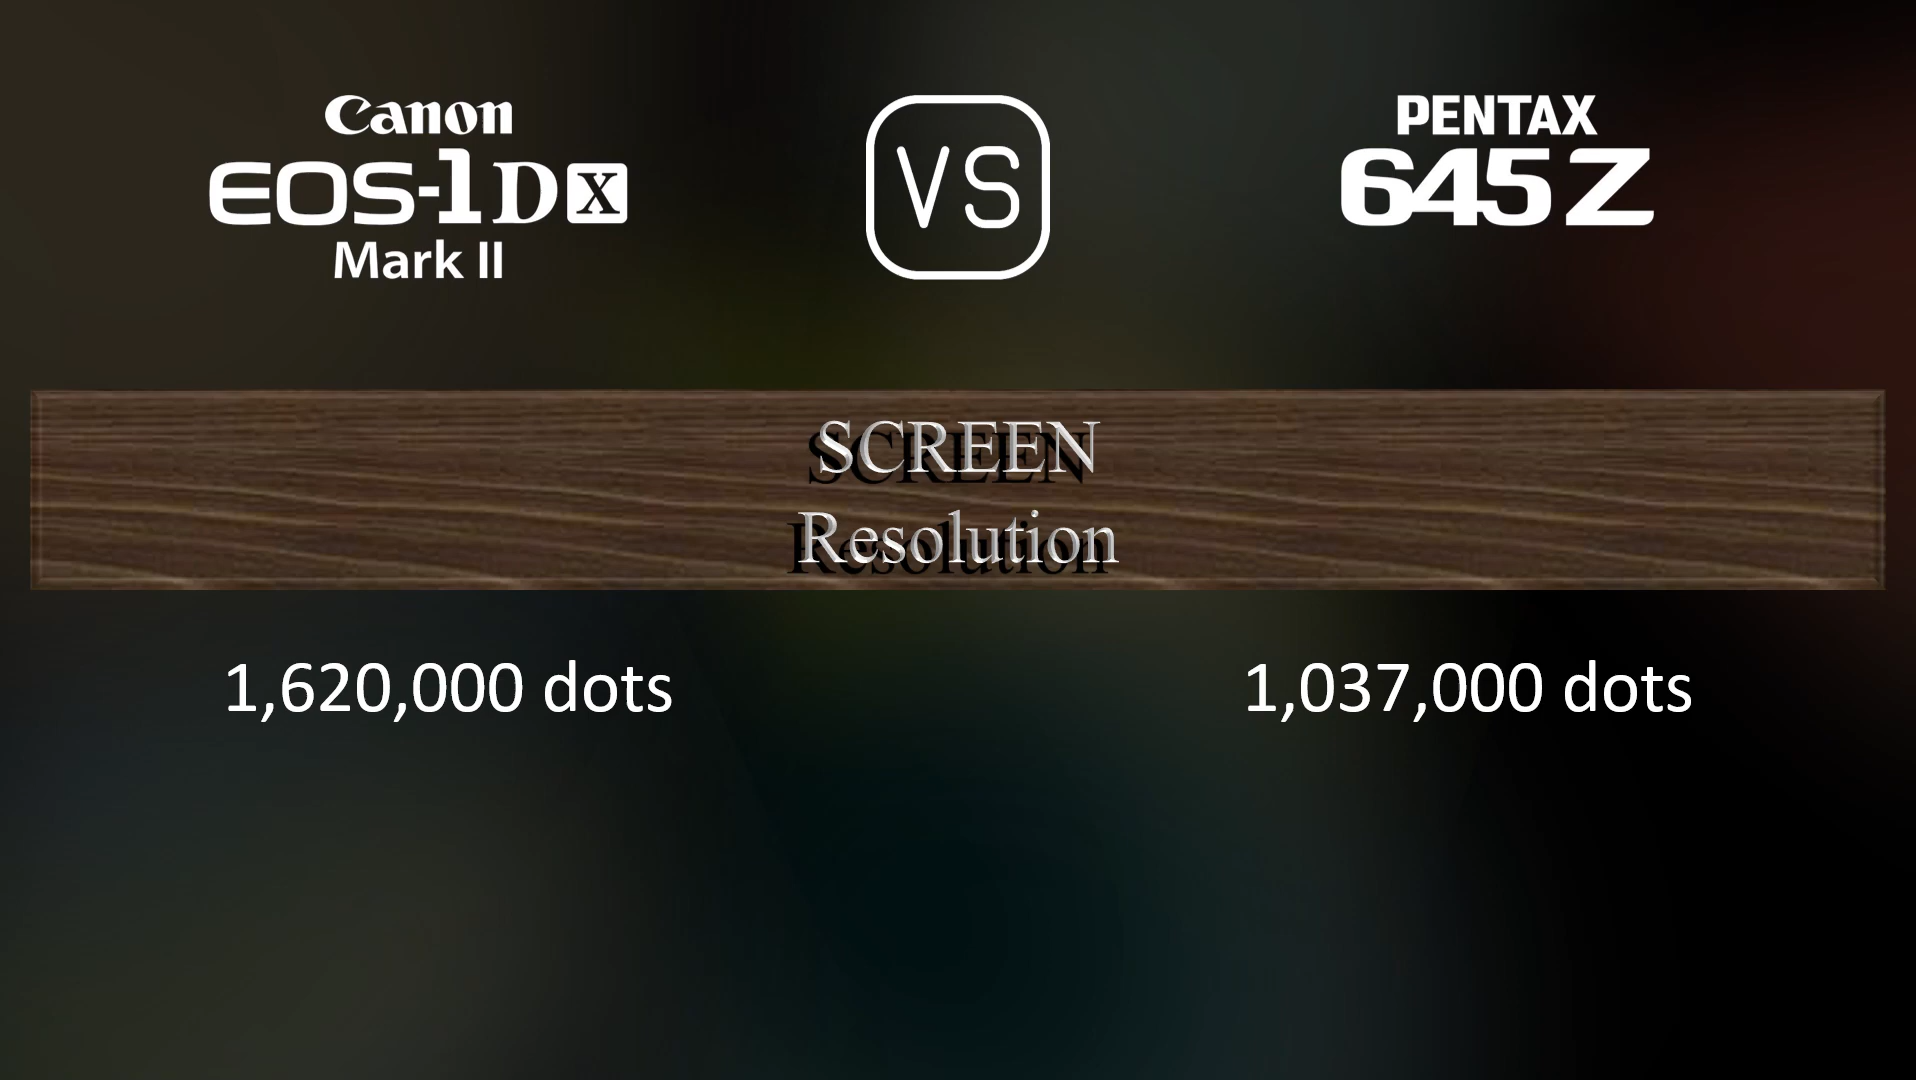 Canon
EOS-1D X
Mark II
VS
PENTAX
645Z
SCREEN
Resolution
1,620,000 dots
1,037,000 dots